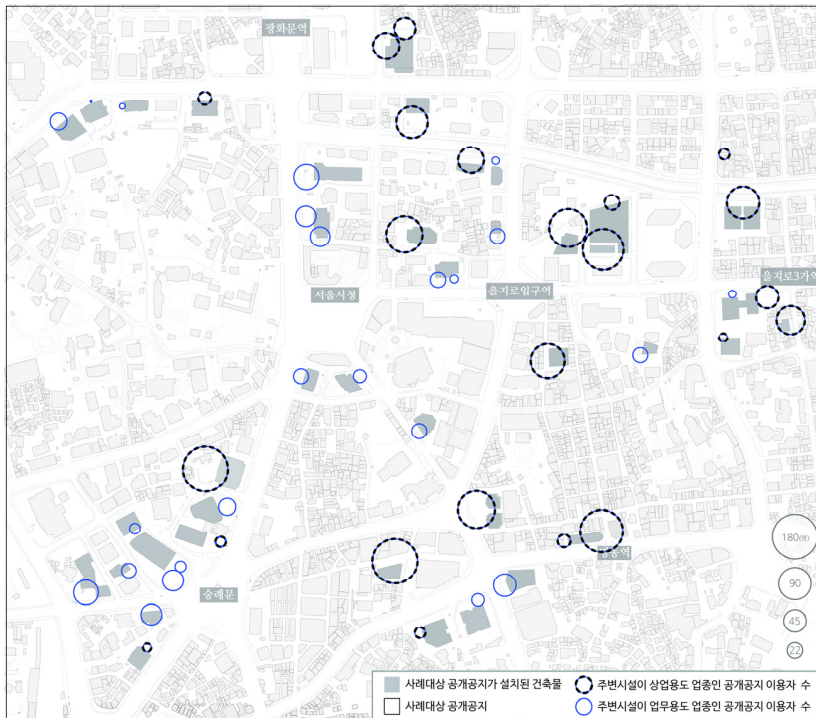 광화문역
을지로3가역
서울시청
을지로입구역
숭례문
명동역
180(명)
90
45
22
사례대상 공개공지가 설치된 건축물
주변시설이 상업용도 업종인 공개공지 이용자 수
사례대상 공개공지
주변시설이 업무용도 업종인 공개공지 이용자 수